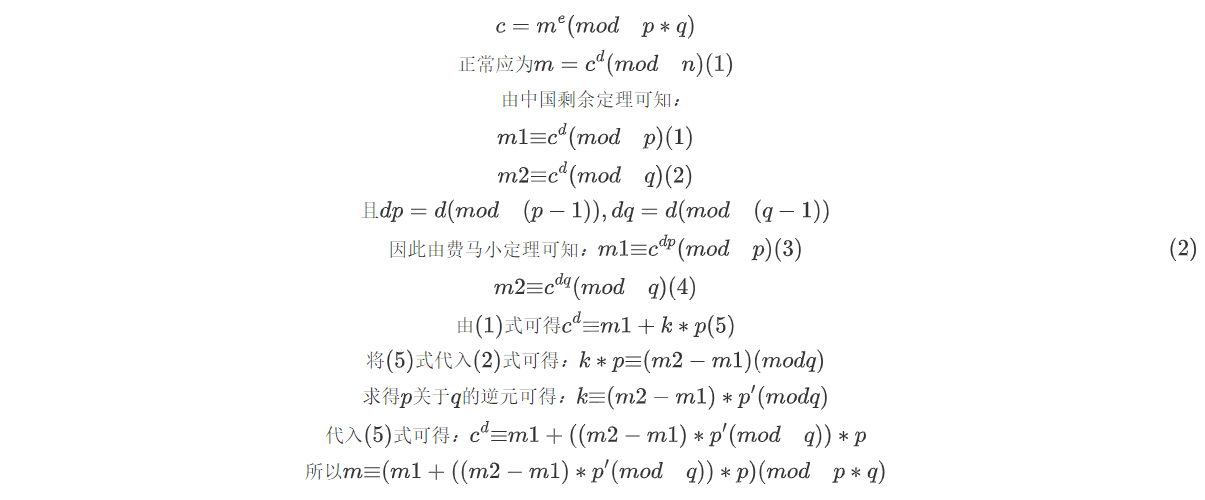 c = m^e(mod p * q)
正常应为m = c^d(mod n)(1)
由中国剩余定理可知：
m1≡c^d(mod p)(1)
m2≡c^d(mod q)(2)
且dp = d(mod (p − 1)), dq = d(mod (q − 1))
因此由费马小定理可知：m1≡c^dp(mod p)(3) (2)
m2≡c^dq(mod q)(4)
由(1)式可得c^d≡m1 + k * p(5)
将(5)式代入(2)式可得：k * p≡(m2 − m1)(modq)
求得p关于q的逆元可得：k≡(m2 − m1) * p′(modq)
代入(5)式可得：c^d≡m1 + ((m2 − m1) * p′(mod q)) * p
所以m≡(m1 + ((m2 − m1) * p′(mod q)) * p)(mod p * q)